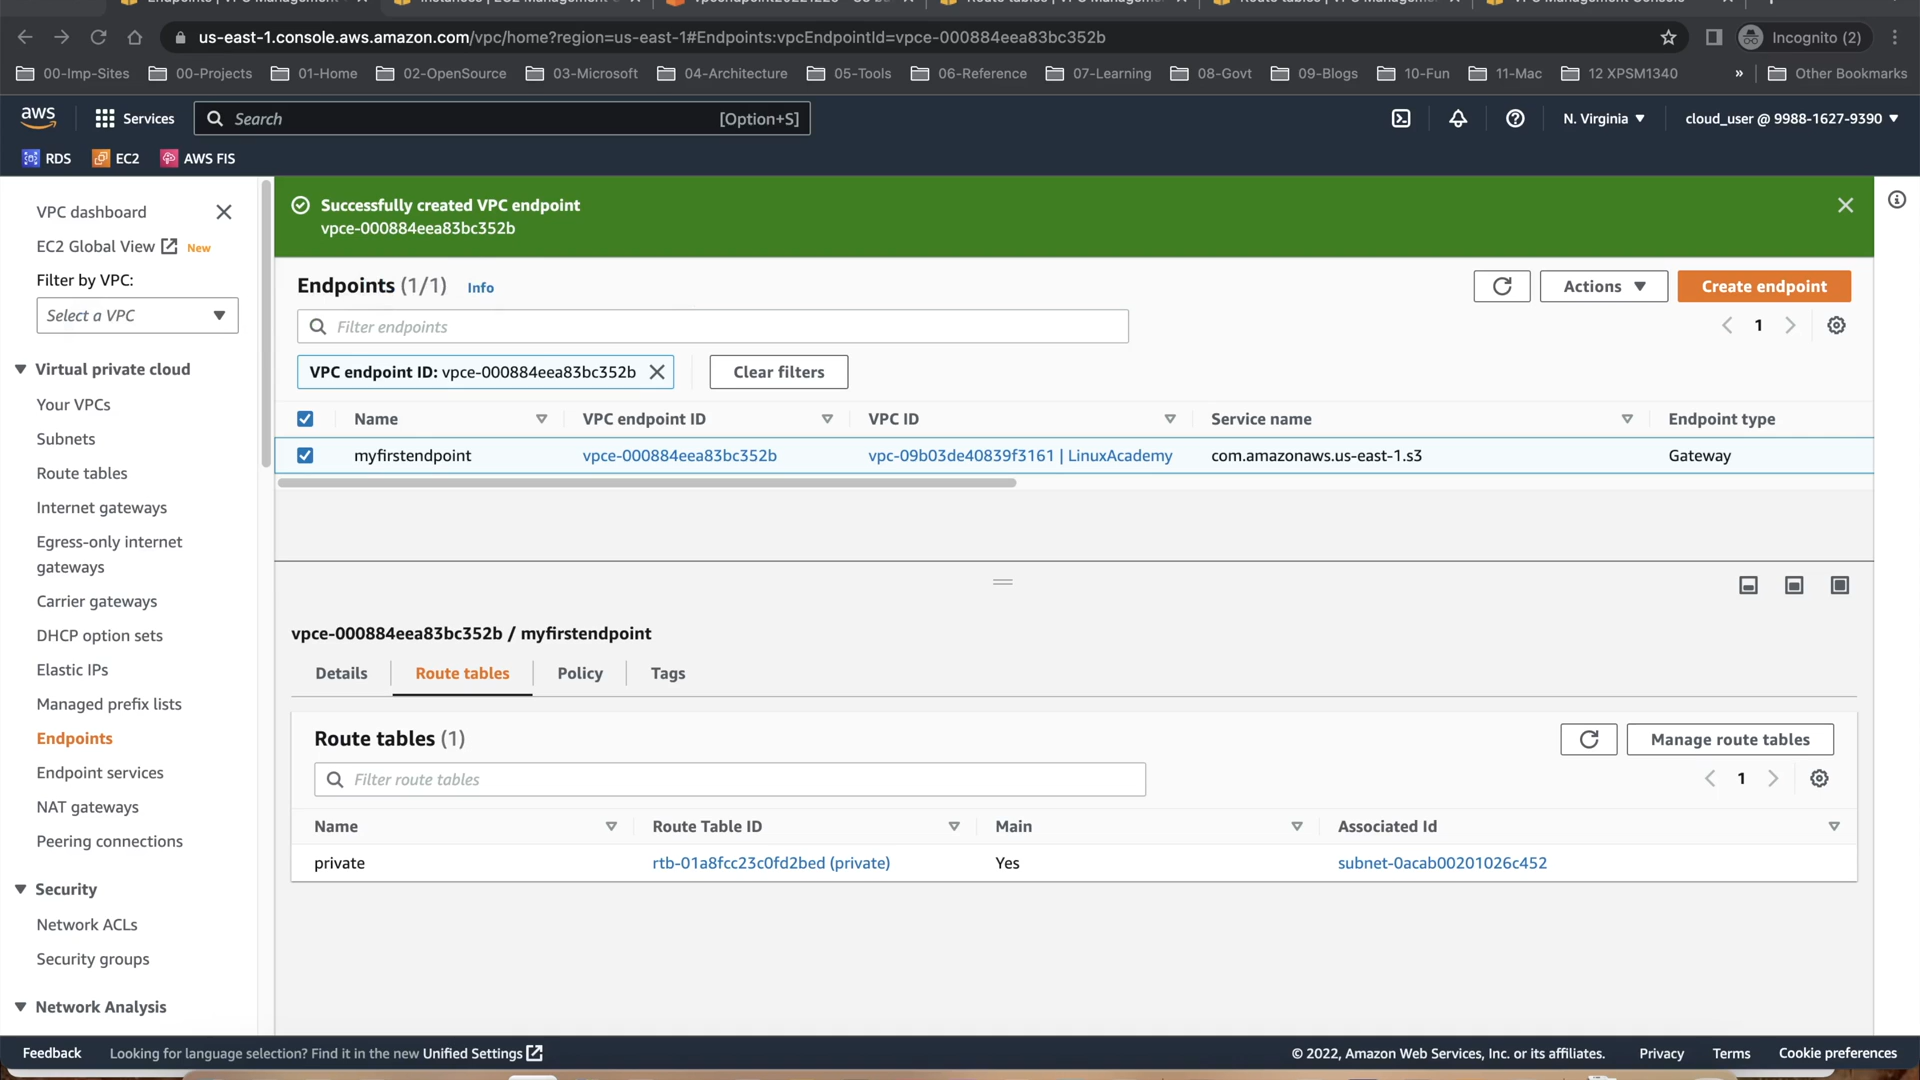 us-east-1.console.aws.amazon.com/vpc/home?region=us-east-1#Endpoints:vpcEndpointId=vpce-000884eea83bc352b
Incognito (2)
00-Imp-Sites
00-Projects
01-Home
02-OpenSource
03-Microsoft
04-Architecture
05-Tools
06-Reference
07-Learning
08-Govt
09-Blogs
10-Fun
11-Mac
12 XPSM1340
»
Other Bookmarks
aws
Services
Search
[Option+S]
N. Virginia
cloud_user @ 9988-1627-9390
RDS
EC2
AWS FIS
VPC dashboard
EC2 Global View New
Filter by VPC:
Select a VPC
Virtual private cloud
Your VPCs
Subnets
Route tables
Internet gateways
Egress-only internet
gateways
Carrier gateways
DHCP option sets
Elastic IPs
Managed prefix lists
Endpoints
Endpoint services
NAT gateways
Peering connections
Security
Network ACLs
Security groups
Network Analysis
Successfully created VPC endpoint
vpce-000884eea83bc352b
Endpoints (1/1) Info
Actions
Create endpoint
Filter endpoints
1
VPC endpoint ID: vpce-000884eea83bc352b
Clear filters
Name VPC endpoint ID VPC ID Service name Endpoint type
myfirstendpoint vpce-000884eea83bc352b vpc-09b03de40839f3161 | LinuxAcademy com.amazonaws.us-east-1.s3 Gateway
vpce-000884eea83bc352b / myfirstendpoint
Details Route tables Policy Tags
Route tables (1)
Manage route tables
Filter route tables
1
Name Route Table ID Main Associated Id
private rtb-01a8fcc23c0fd2bed (private) Yes subnet-0acab00201026c452
Feedback Looking for language selection? Find it in the new Unified Settings
© 2022, Amazon Web Services, Inc. or its affiliates. Privacy Terms Cookie preferences